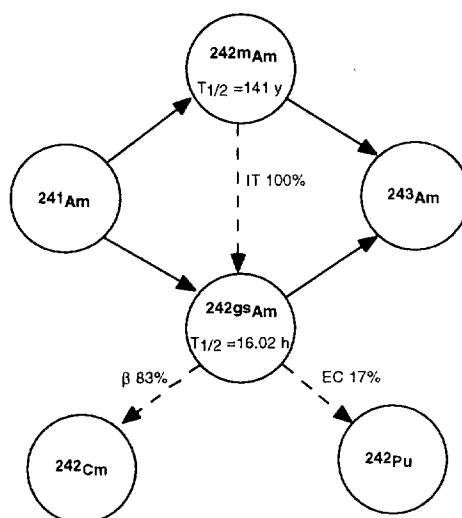 242mAm
T1/2 =141 y
IT 100%
241Am
243Am
242gsAm
T1/2 =16.02 h
β 83%
EC 17%
242Cm
242Pu